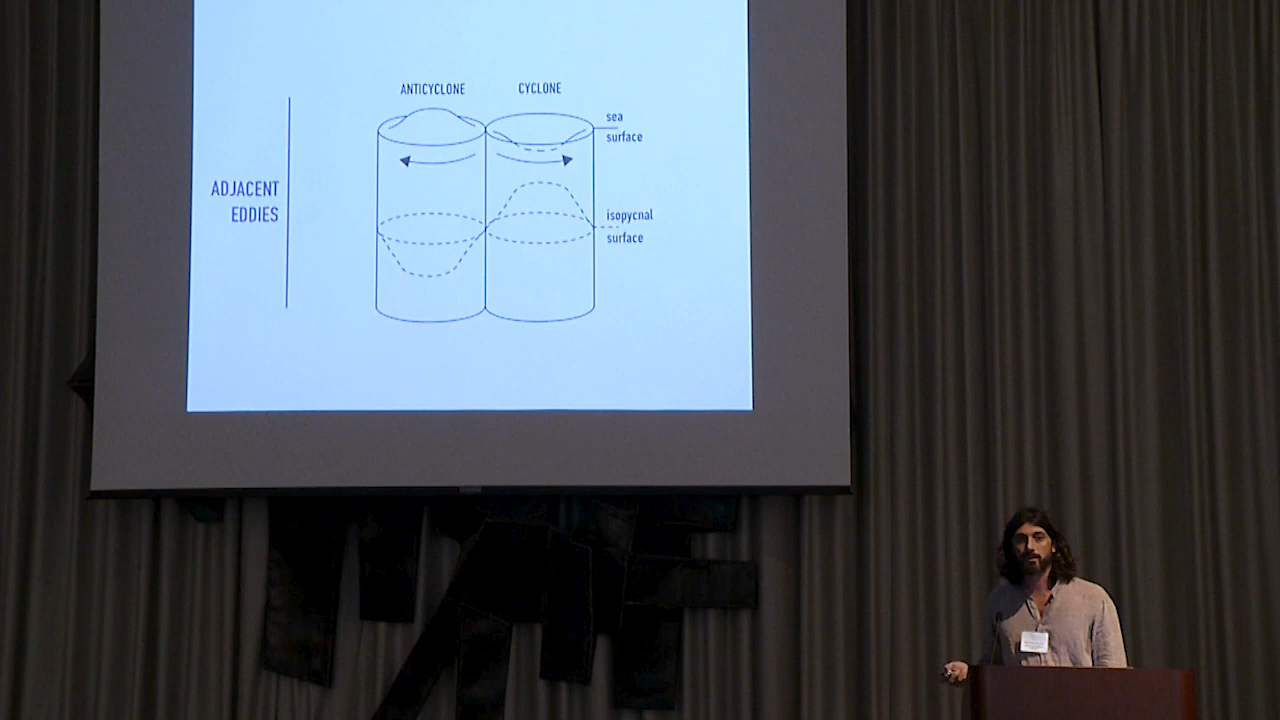 ANTICYCLONE
CYCLONE
sea
surface
ADJACENT
EDDIES
isopycnal
surface